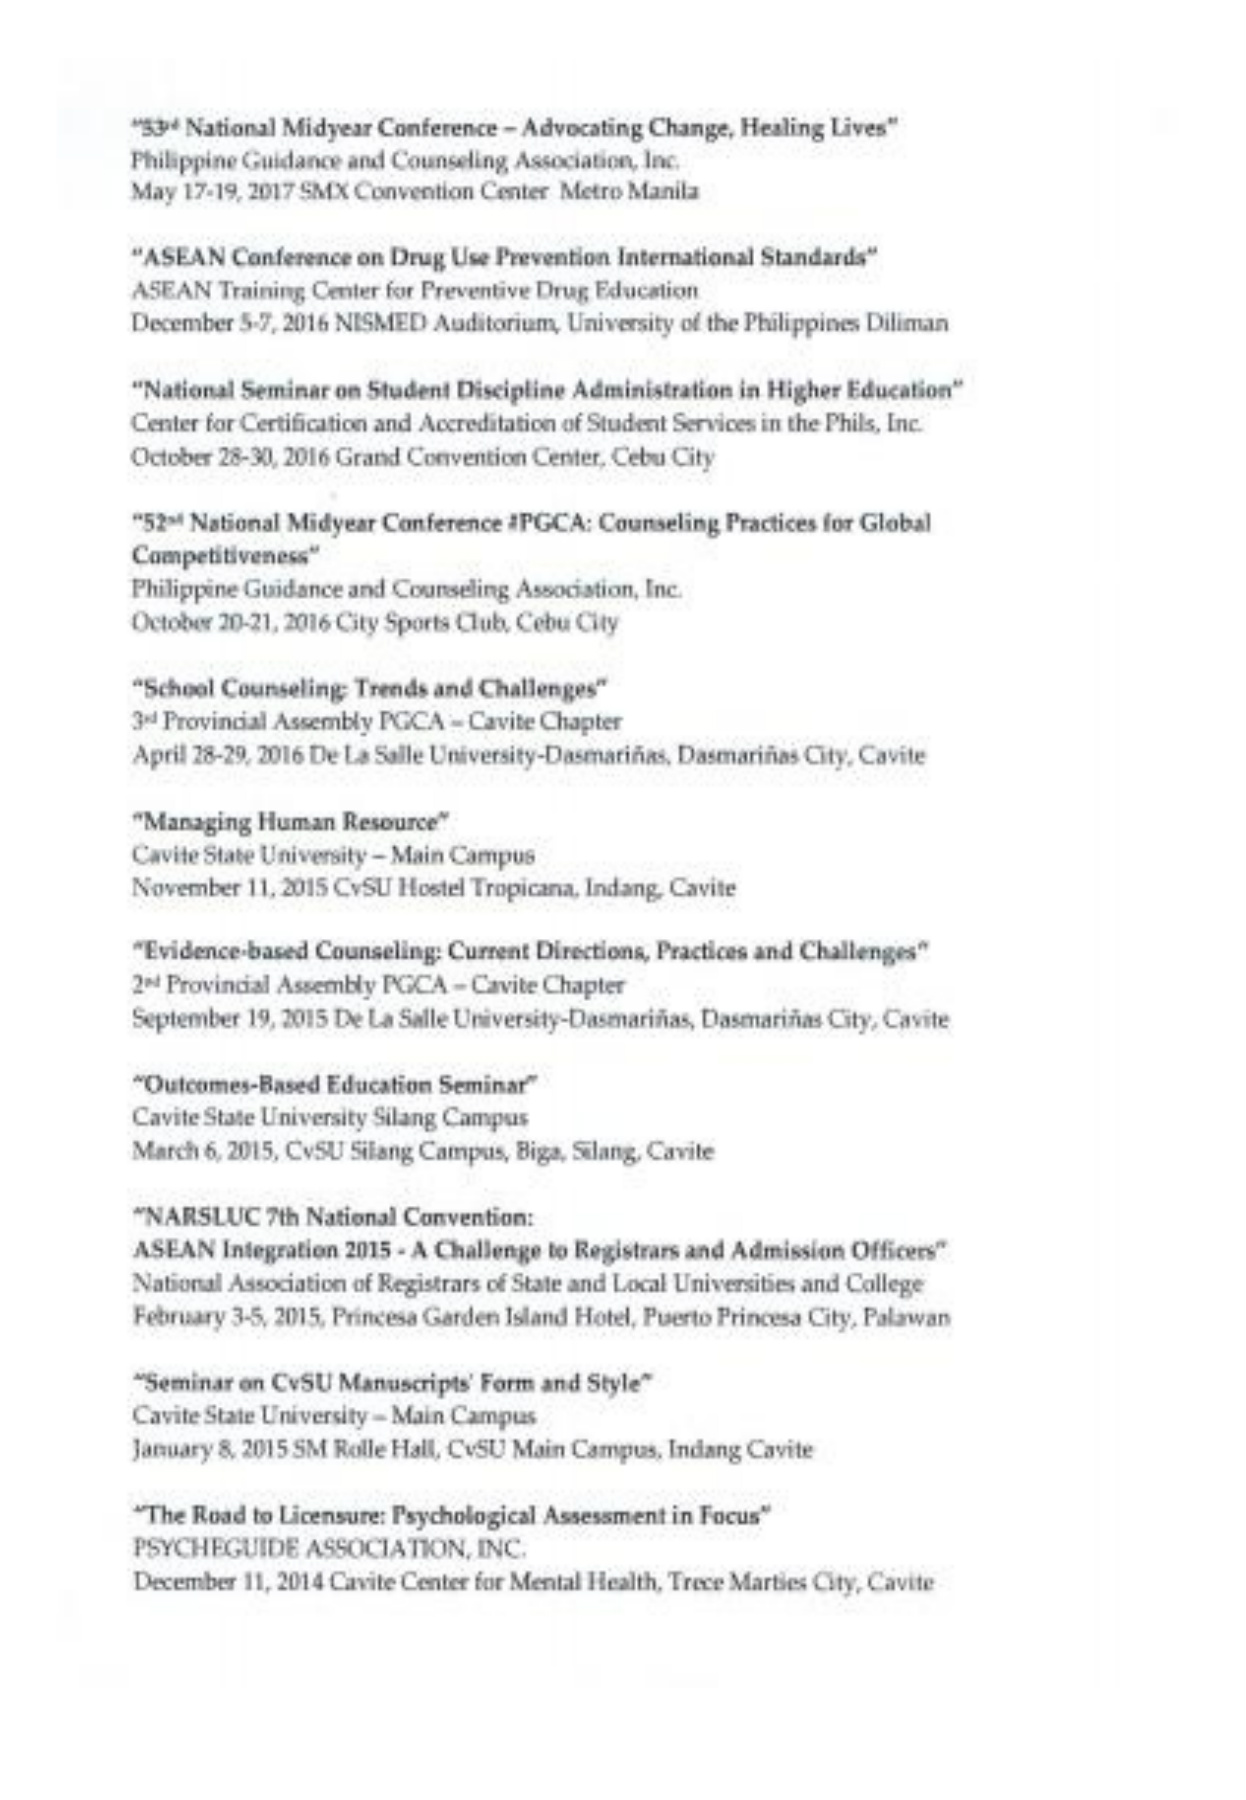 "53rd National Midyear Conference – Advocating Change, Healing Lives"
Philippine Guidance and Counseling Association, Inc.
May 17-19, 2017 SMX Convention Center Metro Manila
"ASEAN Conference on Drug Use Prevention International Standards"
ASEAN Training Center for Preventive Drug Education
December 5-7, 2016 NISMED Auditorium, University of the Philippines Diliman
"National Seminar on Student Discipline Administration in Higher Education"
Center for Certification and Accreditation of Student Services in the Phils, Inc.
October 28-30, 2016 Grand Convention Center, Cebu City
"52nd National Midyear Conference #PGCA: Counseling Practices for Global
Competitiveness"
Philippine Guidance and Counseling Association, Inc.
October 20-21, 2016 City Sports Club, Cebu City
"School Counseling: Trends and Challenges"
3rd Provincial Assembly PGCA – Cavite Chapter
April 28-29, 2016 De La Salle University-Dasmariñas, Dasmariñas City, Cavite
"Managing Human Resource"
Cavite State University – Main Campus
November 11, 2015 CvSU Hostel Tropicana, Indang, Cavite
"Evidence-based Counseling: Current Directions, Practices and Challenges"
2nd Provincial Assembly PGCA – Cavite Chapter
September 19, 2015 De La Salle University-Dasmariñas, Dasmariñas City, Cavite
"Outcomes-Based Education Seminar"
Cavite State University Silang Campus
March 6, 2015, CvSU Silang Campus, Biga, Silang, Cavite
"NARSLUC 7th National Convention:
ASEAN Integration 2015 - A Challenge to Registrars and Admission Officers"
National Association of Registrars of State and Local Universities and College
February 3-5, 2015, Princesa Garden Island Hotel, Puerto Princesa City, Palawan
"Seminar on CvSU Manuscripts' Form and Style"
Cavite State University – Main Campus
January 8, 2015 SM Rolle Hall, CvSU Main Campus, Indang Cavite
"The Road to Licensure: Psychological Assessment in Focus"
PSYCHEGUIDE ASSOCIATION, INC.
December 11, 2014 Cavite Center for Mental Health, Trece Marties City, Cavite